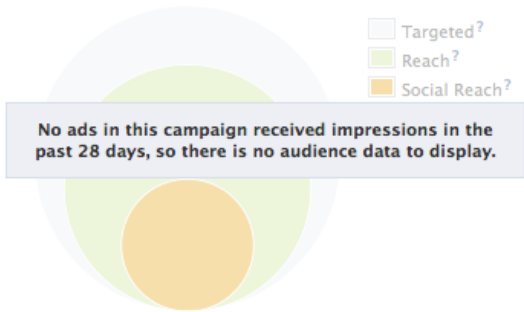 Targeted?
Reach?
Social Reach?
No ads in this campaign received impressions in the
past 28 days, so there is no audience data to display.